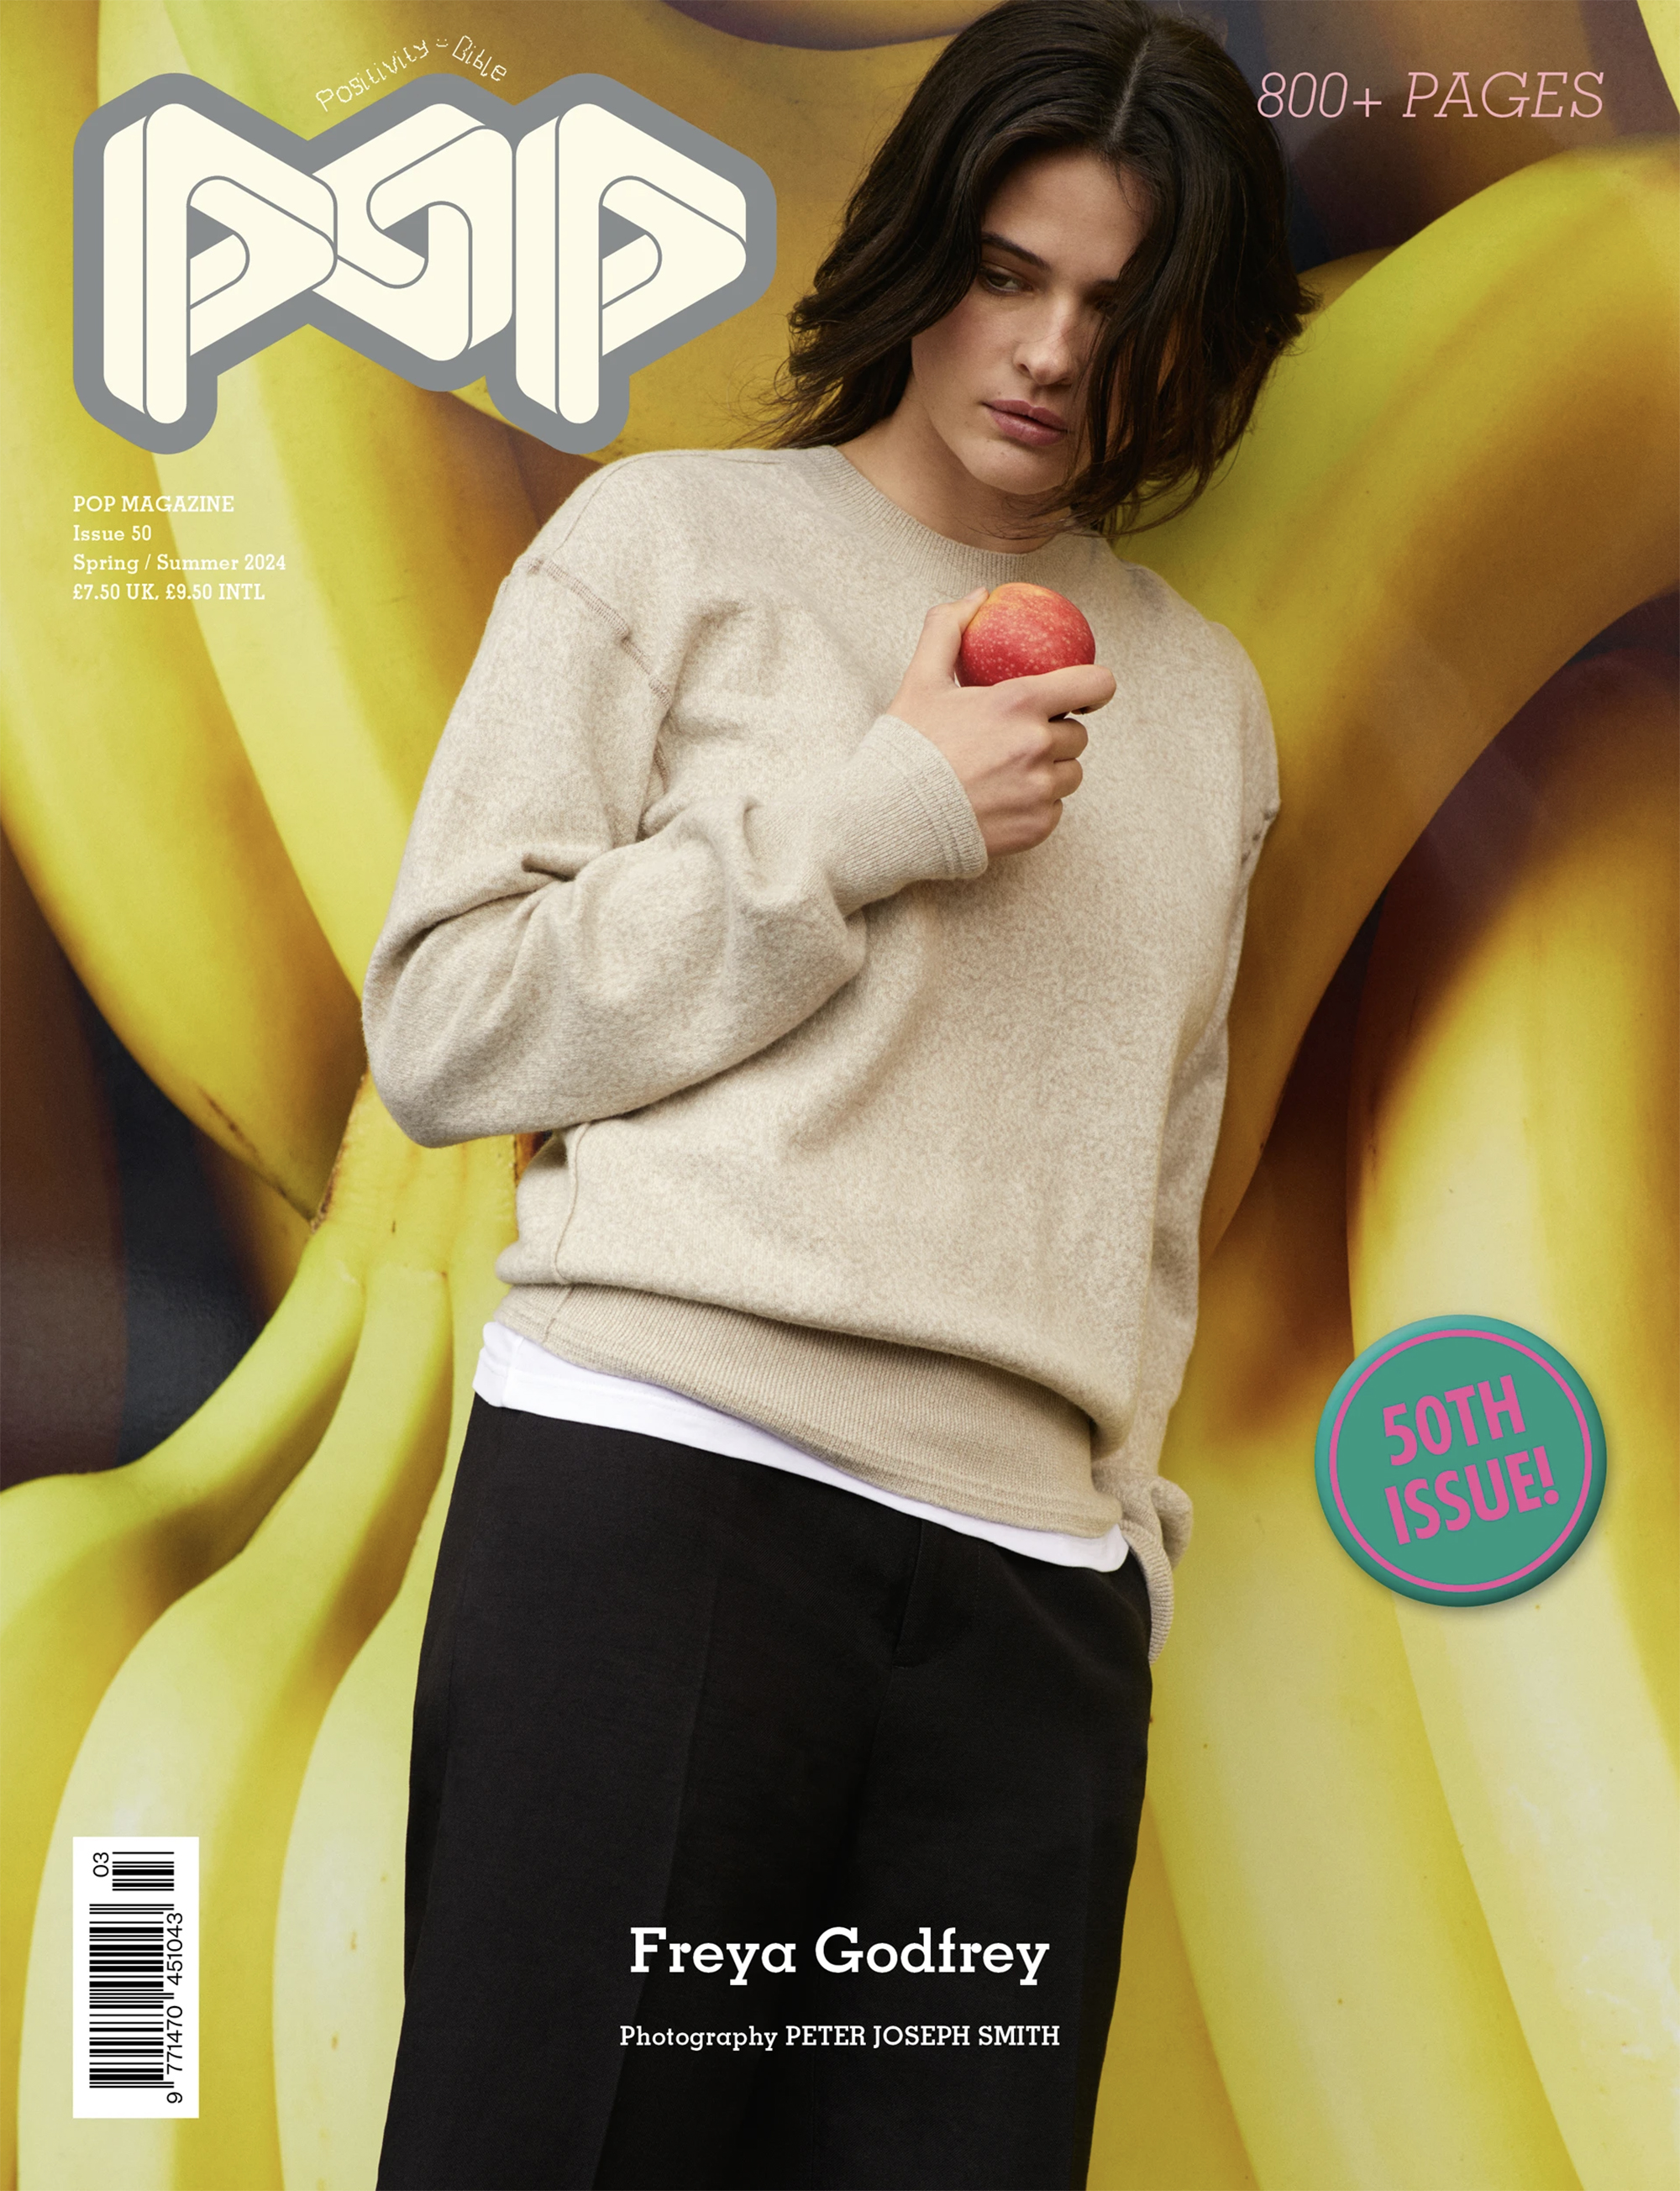 Positivity Bible
POP
800+ PAGES
POP MAGAZINE
Issue 50
Spring / Summer 2024
£7.50 UK, £9.50 INTL
50TH
ISSUE!
03
9 771470 451043
Freya Godfrey
Photography PETER JOSEPH SMITH